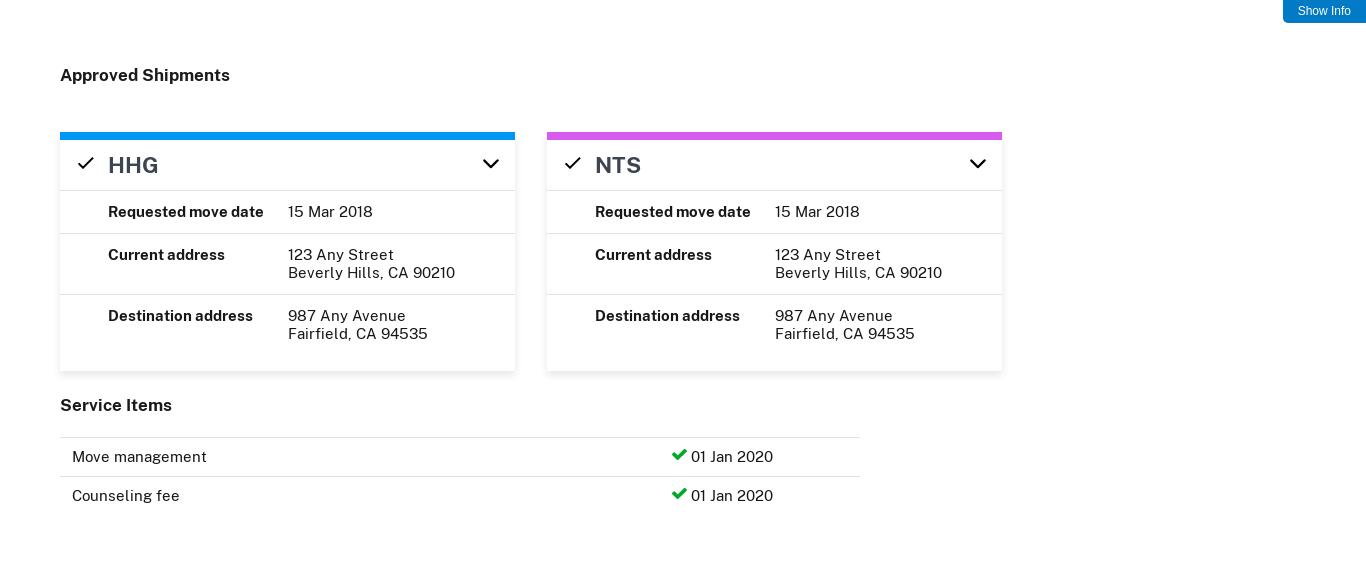 Show Info
Approved Shipments
HHG
Requested move date 15 Mar 2018
Current address 123 Any Street
Beverly Hills, CA 90210
Destination address 987 Any Avenue
Fairfield, CA 94535
NTS
Requested move date 15 Mar 2018
Current address 123 Any Street
Beverly Hills, CA 90210
Destination address 987 Any Avenue
Fairfield, CA 94535
Service Items
Move management 01 Jan 2020
Counseling fee 01 Jan 2020